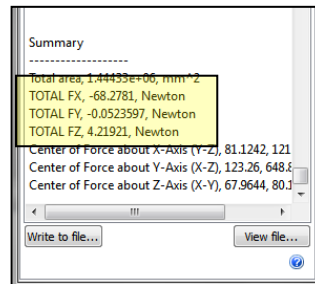 Summary
-------------------
Total area, 1.44433e+06, mm^2
TOTAL FX, -68.2781, Newton
TOTAL FY, -0.0523597, Newton
TOTAL FZ, 4.21921, Newton
Center of Force about X-Axis (Y-Z), 81.1242, 121
Center of Force about Y-Axis (X-Z), 123.26, 648.8
Center of Force about Z-Axis (X-Y), 67.9644, 80.1
Write to file... View file...